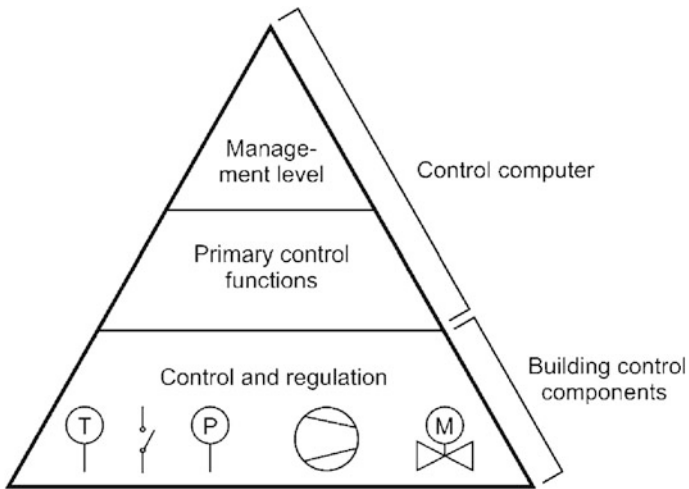 Manage-
ment level
Control computer
Primary control
functions
Control and regulation
Building control
components
T
P
M